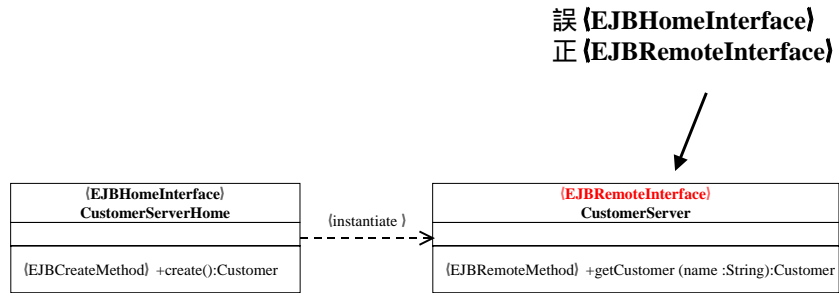 誤《EJBHomeInterface》
正《EJBRemoteInterface》
《EJBHomeInterface》
CustomerServerHome
《EJBCreateMethod》 +create():Customer
《instantiate 》
《EJBRemoteInterface》
CustomerServer
《EJBRemoteMethod》 +getCustomer (name :String):Customer